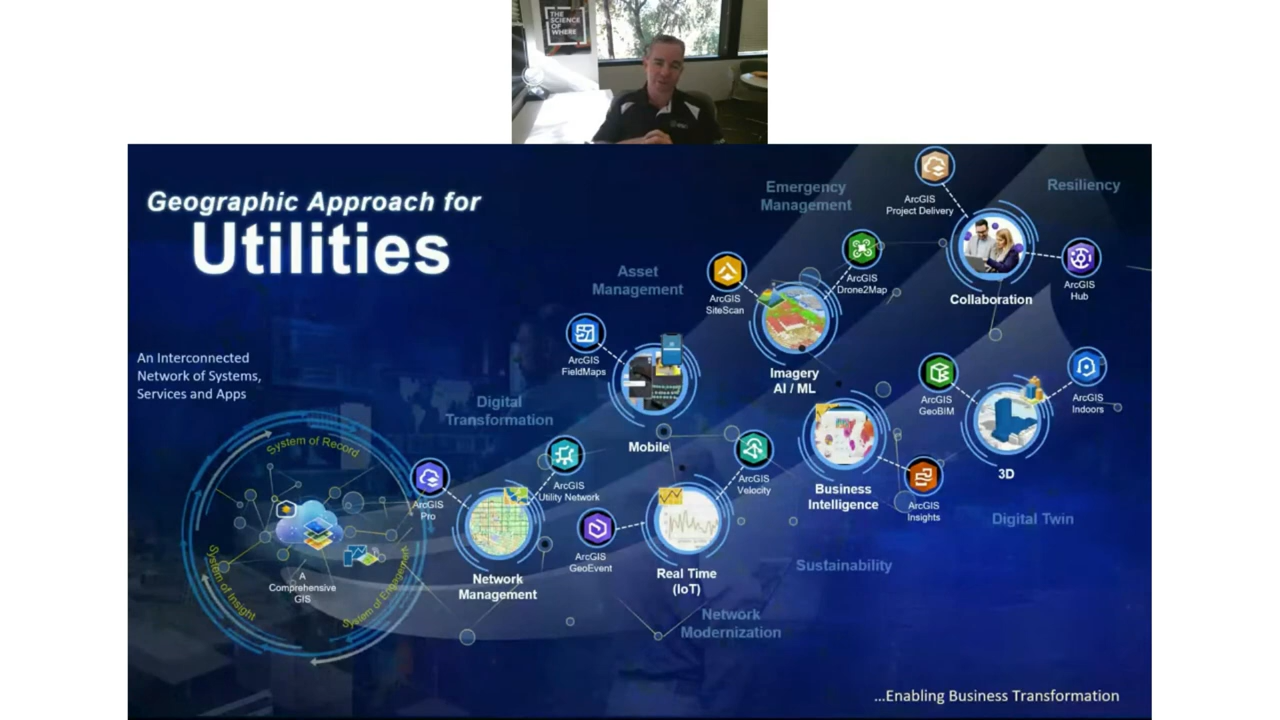 THE
SCIENCE
OF
WHERE
Geographic Approach for
Utilities
An Interconnected
Network of Systems,
Services and Apps
System of Record
System of Insight
System of Engagement
A
Comprehensive
GIS
Digital
Transformation
ArcGIS
Pro
ArcGIS
Utility Network
Network
Management
Asset
Management
ArcGIS
FieldMaps
Mobile
ArcGIS
GeoEvent
ArcGIS
Velocity
Real Time
(IoT)
Network
Modernization
Emergency
Management
ArcGIS
SiteScan
ArcGIS
Drone2Map
Imagery
AI / ML
Business
Intelligence
ArcGIS
Insights
Sustainability
ArcGIS
Project Delivery
Resiliency
Collaboration
ArcGIS
Hub
ArcGIS
GeoBIM
ArcGIS
Indoors
3D
Digital Twin
...Enabling Business Transformation